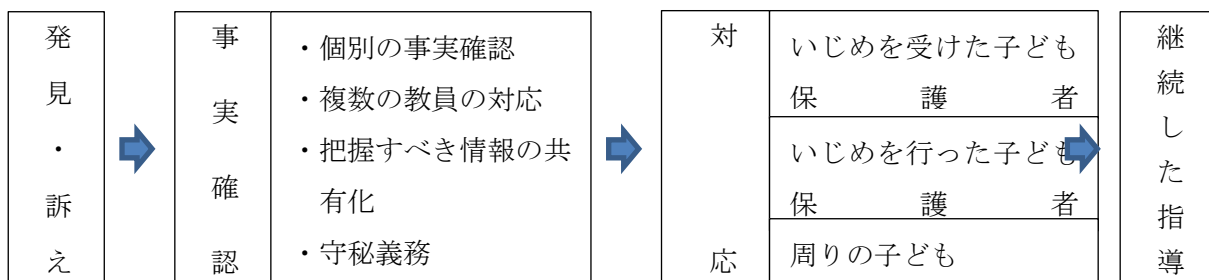 発見・訴え
事実確認
・個別の事実確認
・複数の教員の対応
・把握すべき情報の共
有化
・守秘義務
対応
いじめを受けた子ども
保護者
いじめを行った子ども
保護者
周りの子ども
継続した指導